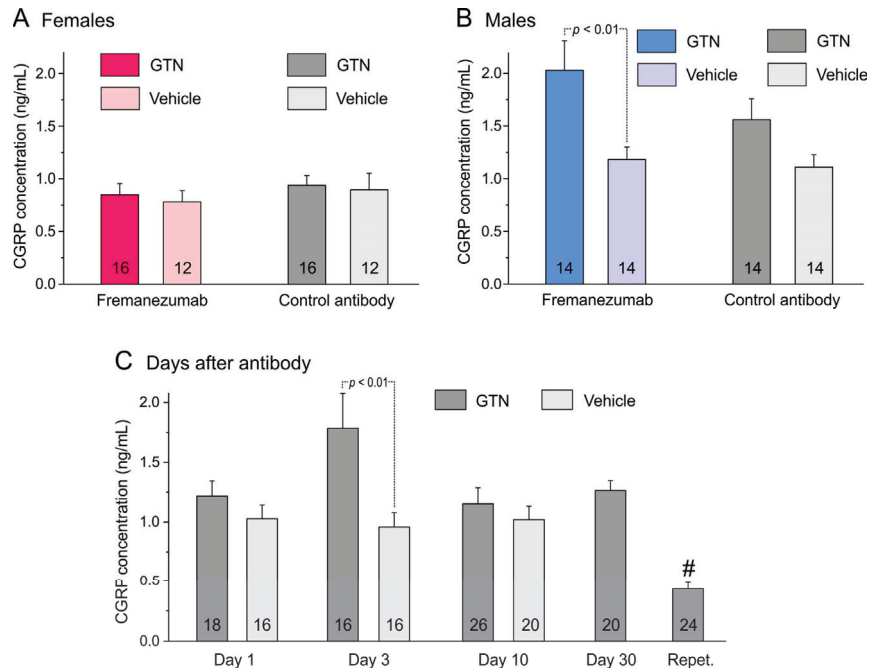 A Females
CGRP concentration (ng/mL)
2.0
1.5
1.0
0.5
0.0
GTN
Vehicle
GTN
Vehicle
16
12
16
12
Fremanezumab
Control antibody
B Males
CGRP concentration (ng/mL)
2.0
1.5
1.0
0.5
0.0
p < 0.01
GTN
Vehicle
GTN
Vehicle
14
14
14
14
Fremanezumab
Control antibody
C Days after antibody
CGRP concentration (ng/mL)
2.0
1.5
1.0
0.5
0.0
p < 0.01
GTN
Vehicle
#
18
16
16
16
26
20
20
24
Day 1
Day 3
Day 10
Day 30
Repet.